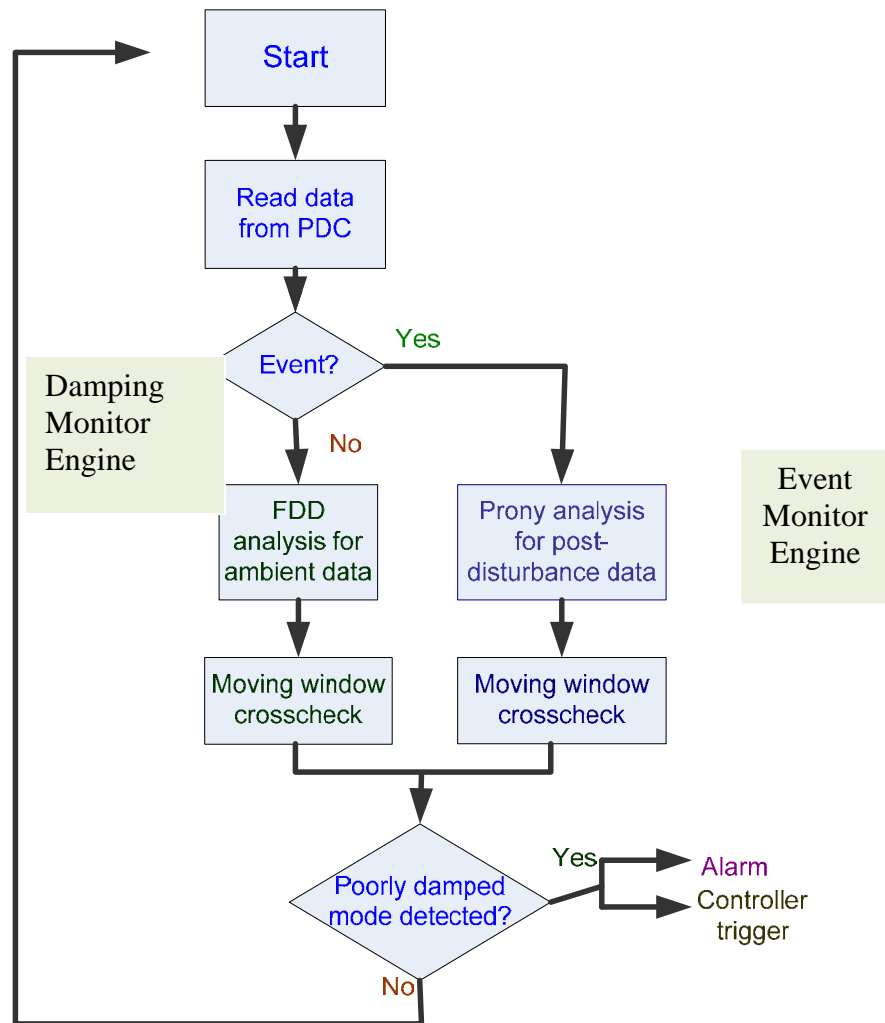 Start
Read data
from PDC
Event?
Yes
No
Damping
Monitor
Engine
Event
Monitor
Engine
FDD
analysis for
ambient data
Prony analysis
for post-
disturbance data
Moving window
crosscheck
Moving window
crosscheck
Poorly damped
mode detected?
Yes
Alarm
Controller
trigger
No